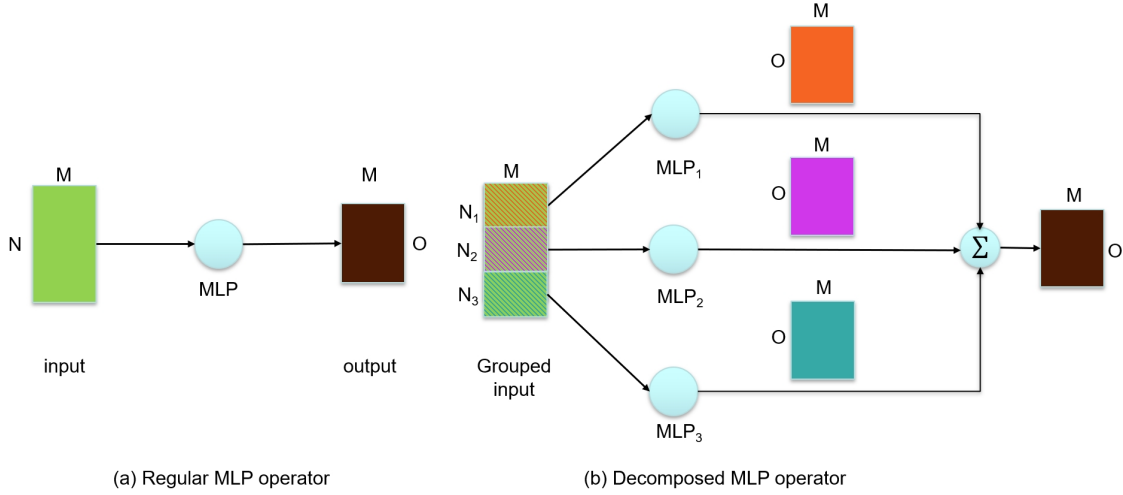 M
N
MLP
M
O
input
output
(a) Regular MLP operator
M
N₁
N₂
N₃
Grouped
input
MLP₁
MLP₂
MLP₃
M
O
M
O
M
O
Σ
M
O
(b) Decomposed MLP operator